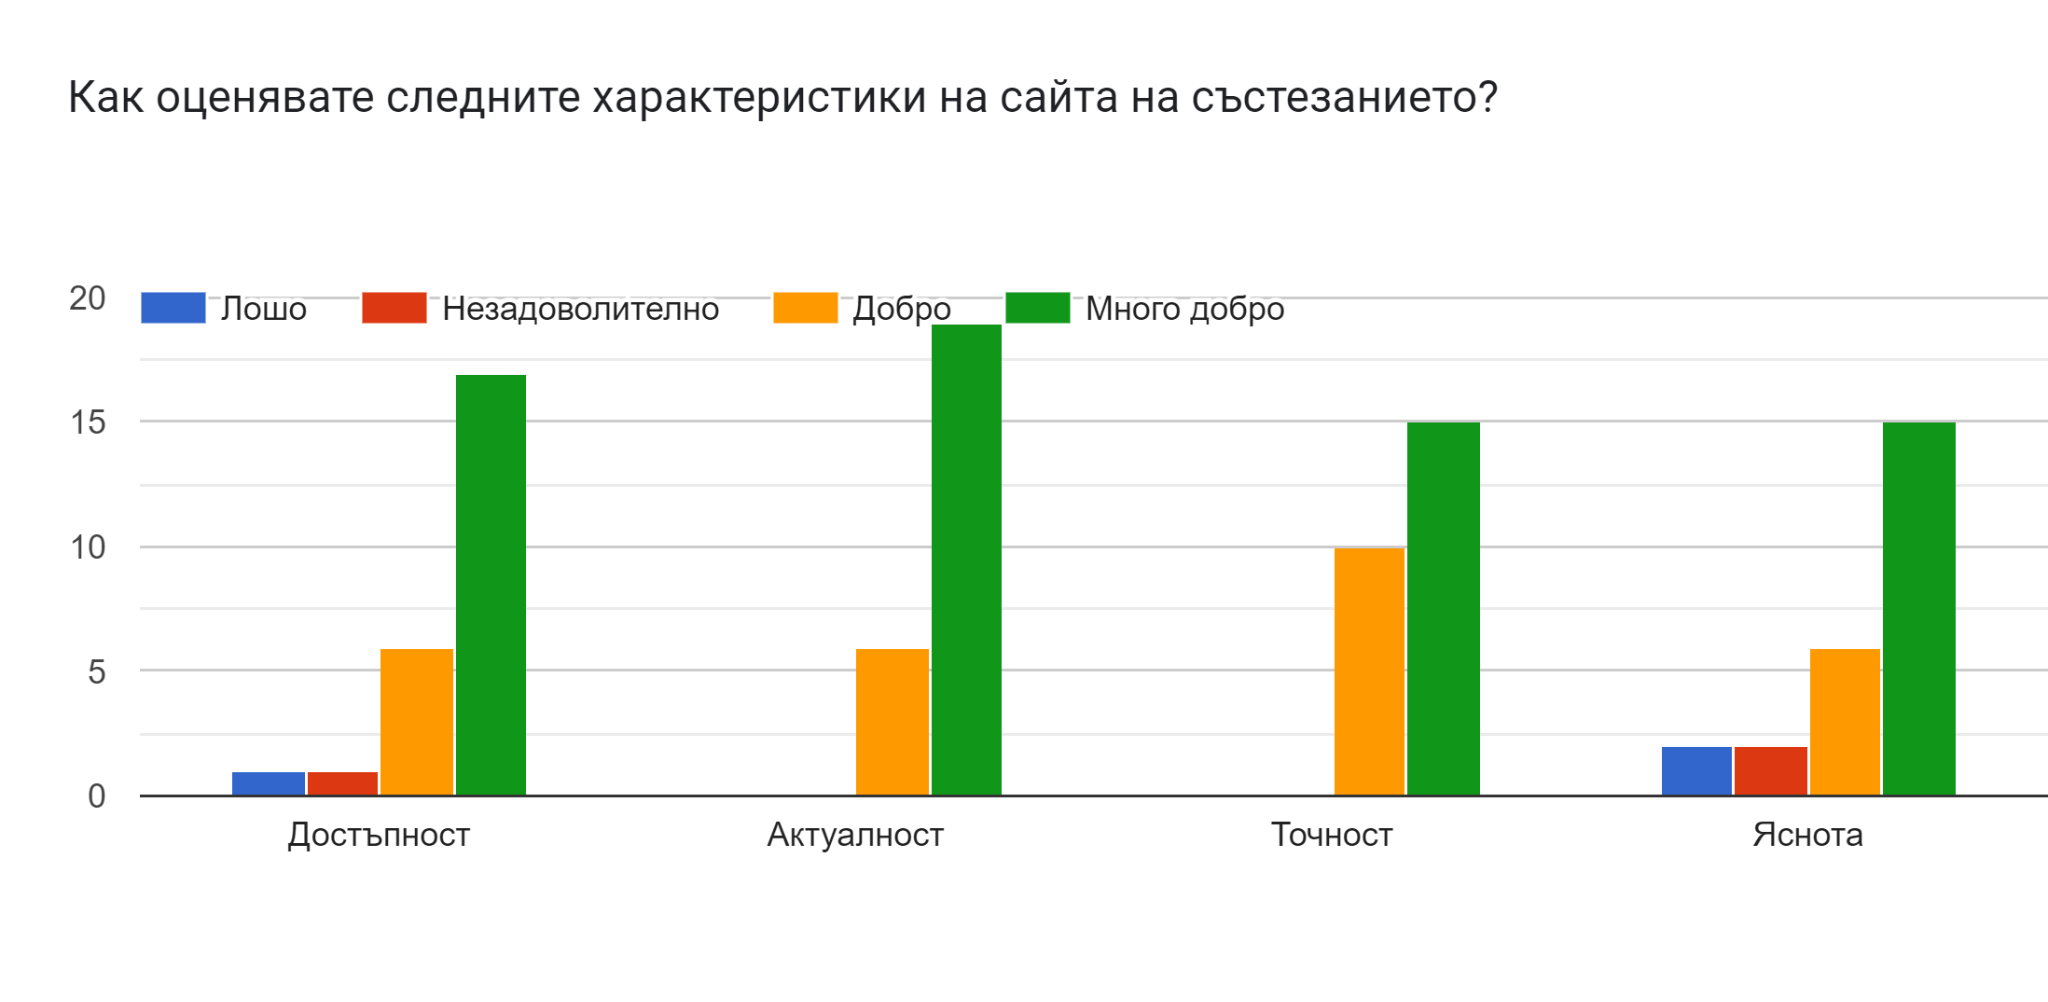 Как оценявате следните характеристики на сайта на състезанието?
Лошо Незадоволително Добро Много добро
20
15
10
5
0
Достъпност Актуалност Точност Яснота